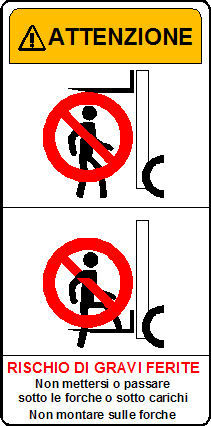 ATTENZIONE
RISCHIO DI GRAVI FERITE
Non mettersi o passare
sotto le forche o sotto carichi
Non montare sulle forche